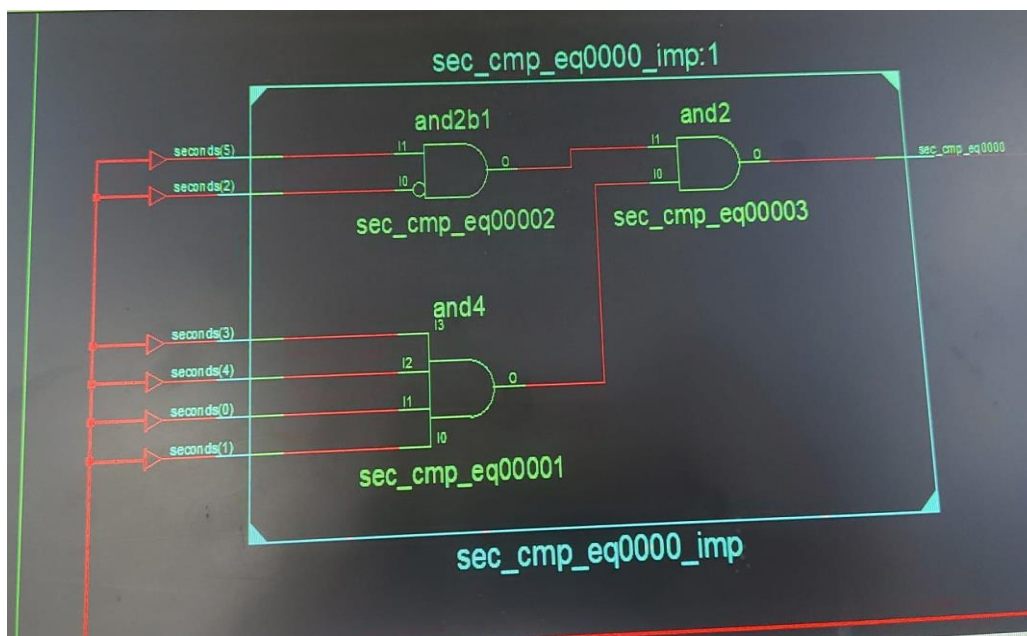 sec_cmp_eq0000_imp:1
and2b1
and2
seconds(5)
I1
O
I1
O
sec_cmp_eq0000
seconds(2)
I0
I0
sec_cmp_eq00002
sec_cmp_eq00003
and4
seconds(3)
I3
seconds(4)
I2
O
seconds(0)
I1
seconds(1)
I0
sec_cmp_eq00001
sec_cmp_eq0000_imp